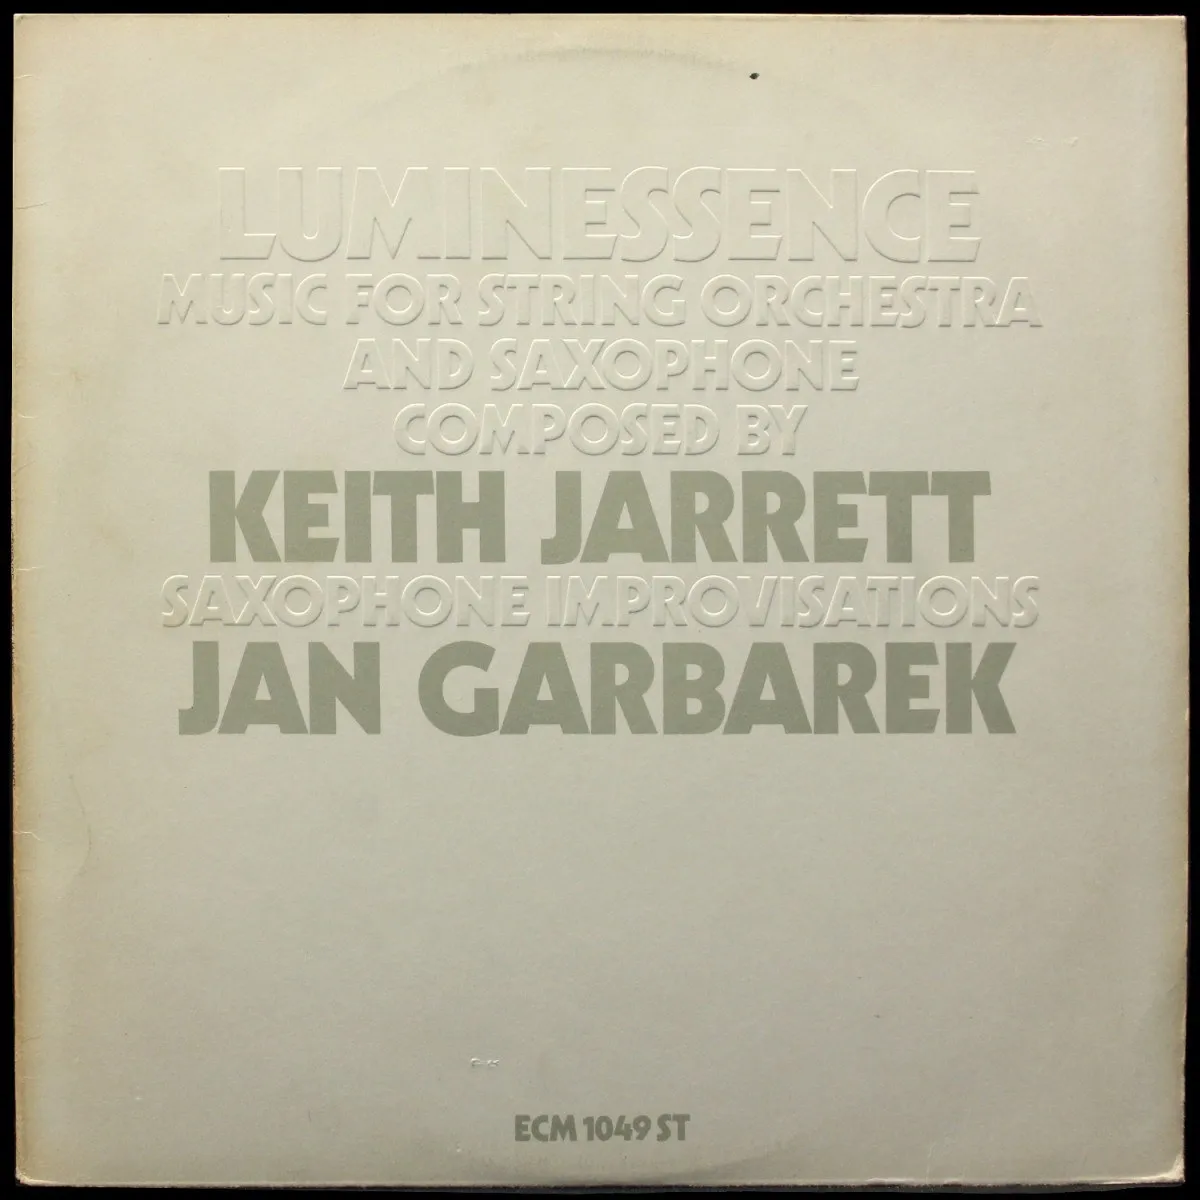 LUMINESSENCE
MUSIC FOR STRING ORCHESTRA
AND SAXOPHONE
COMPOSED BY
KEITH JARRETT
SAXOPHONE IMPROVISATIONS
JAN GARBAREK
ECM 1049 ST